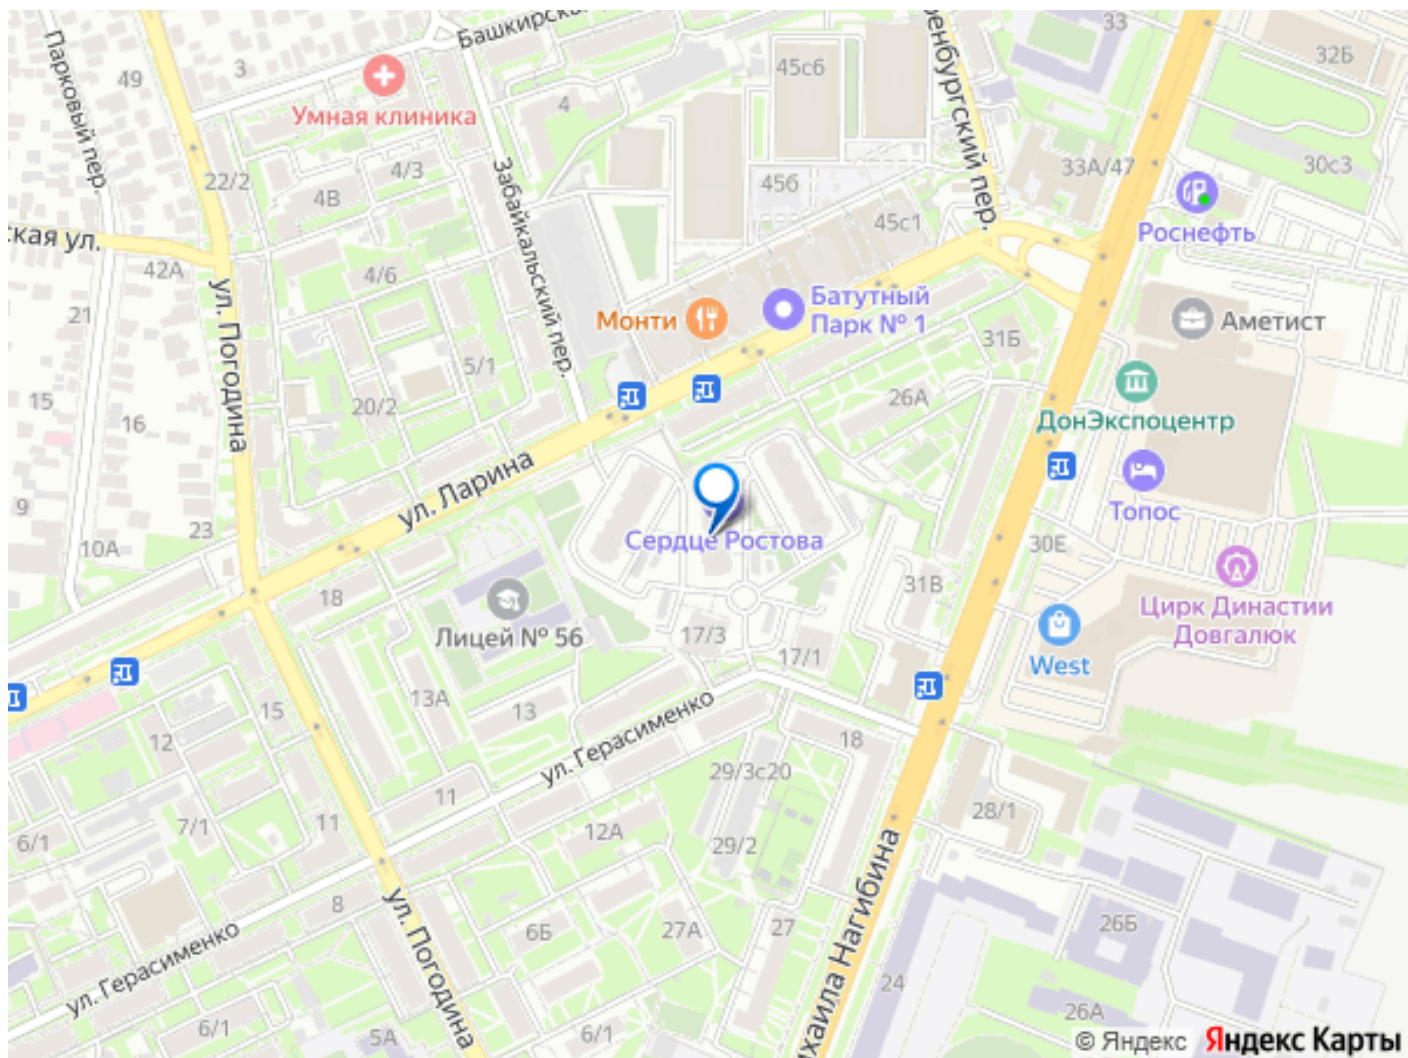 Башкирская
33
32Б
3
49
45с6
Парковый пер.
Умная клиника
4
Оренбургский пер.
4/3
33А/47
30с3
22/2
4В
Забайкальский пер.
45б
45с1
Роснефть
ская ул.
42А
4/6
21
Монти
Батутный
Парк № 1
Аметист
31Б
ул. Погодина
5/1
15
20/2
26А
16
ДонЭкспоцентр
ул. Ларина
9
23
Топос
10А
Сердце Ростова
30Е
31В
18
Цирк Династии
Довгалюк
Лицей № 56
17/3
17/1
West
13А
15
13
ул. Герасименко
12
18
29/3с20
11
28/1
7/1
11
12А
6/1
29/2
Михаила Нагибина
8
ул. Погодина
6Б
27А
27
26Б
ул. Герасименко
24
26А
6/1
5А
6/1
© Яндекс Яндекс Карты